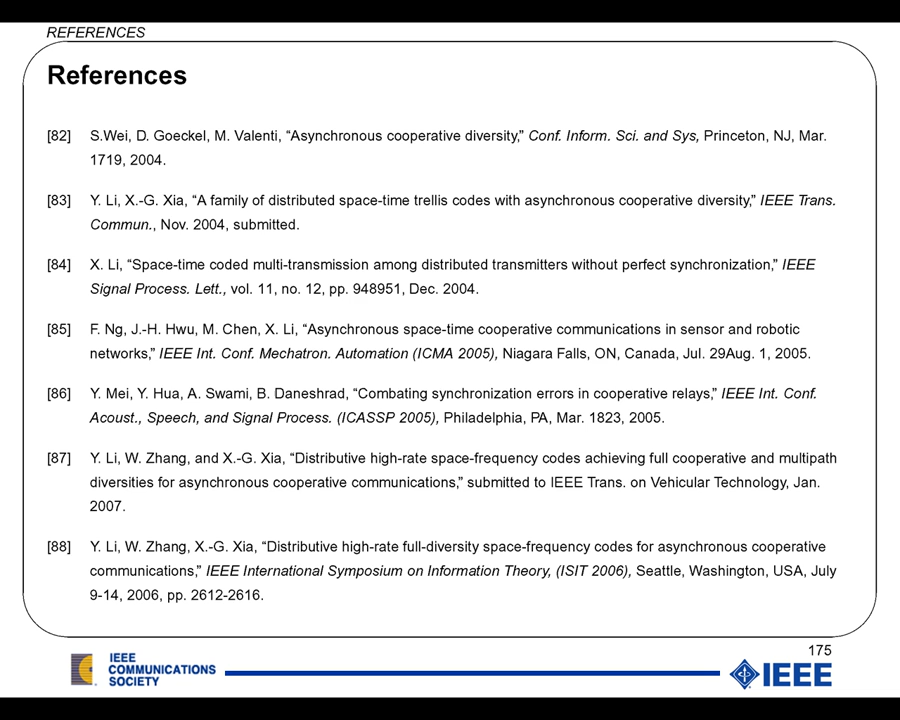 REFERENCES
References
[82] S.Wei, D. Goeckel, M. Valenti, “Asynchronous cooperative diversity,” Conf. Inform. Sci. and Sys, Princeton, NJ, Mar.
1719, 2004.
[83] Y. Li, X.-G. Xia, “A family of distributed space-time trellis codes with asynchronous cooperative diversity,” IEEE Trans.
Commun., Nov. 2004, submitted.
[84] X. Li, “Space-time coded multi-transmission among distributed transmitters without perfect synchronization,” IEEE
Signal Process. Lett., vol. 11, no. 12, pp. 948951, Dec. 2004.
[85] F. Ng, J.-H. Hwu, M. Chen, X. Li, “Asynchronous space-time cooperative communications in sensor and robotic
networks,” IEEE Int. Conf. Mechatron. Automation (ICMA 2005), Niagara Falls, ON, Canada, Jul. 29Aug. 1, 2005.
[86] Y. Mei, Y. Hua, A. Swami, B. Daneshrad, “Combating synchronization errors in cooperative relays,” IEEE Int. Conf.
Acoust., Speech, and Signal Process. (ICASSP 2005), Philadelphia, PA, Mar. 1823, 2005.
[87] Y. Li, W. Zhang, and X.-G. Xia, “Distributive high-rate space-frequency codes achieving full cooperative and multipath
diversities for asynchronous cooperative communications,” submitted to IEEE Trans. on Vehicular Technology, Jan.
2007.
[88] Y. Li, W. Zhang, X.-G. Xia, “Distributive high-rate full-diversity space-frequency codes for asynchronous cooperative
communications,” IEEE International Symposium on Information Theory, (ISIT 2006), Seattle, Washington, USA, July
9-14, 2006, pp. 2612-2616.
175
IEEE
COMMUNICATIONS
SOCIETY
IEEE